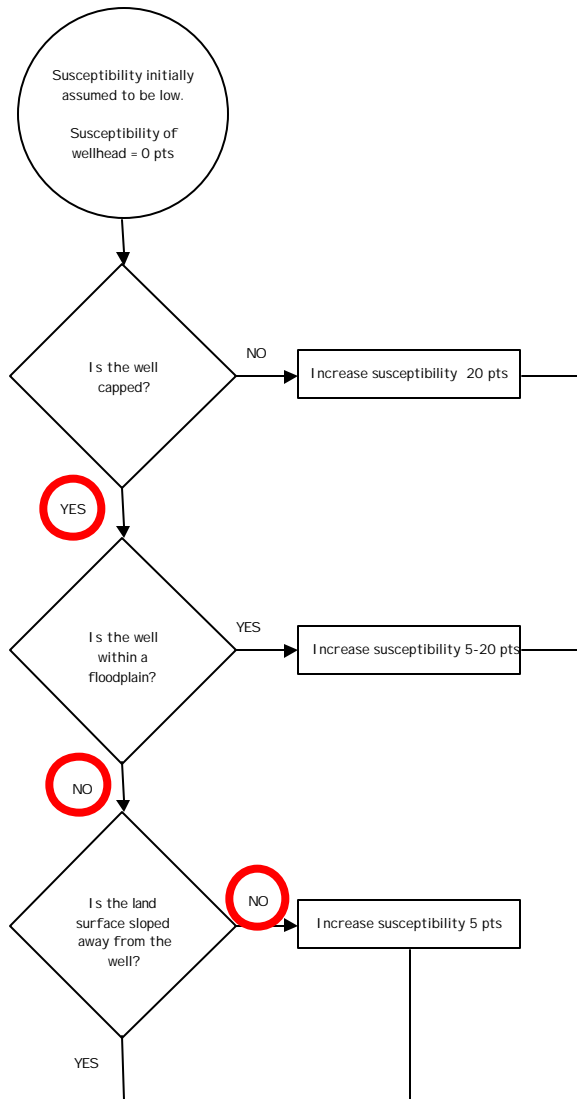 Susceptibility initially
assumed to be low.
Susceptibility of
wellhead = 0 pts
Is the well
capped?
NO
Increase susceptibility 20 pts
YES
Is the well
within a
floodplain?
YES
Increase susceptibility 5-20 pts
NO
Is the land
surface sloped
away from the
well?
NO
Increase susceptibility 5 pts
YES